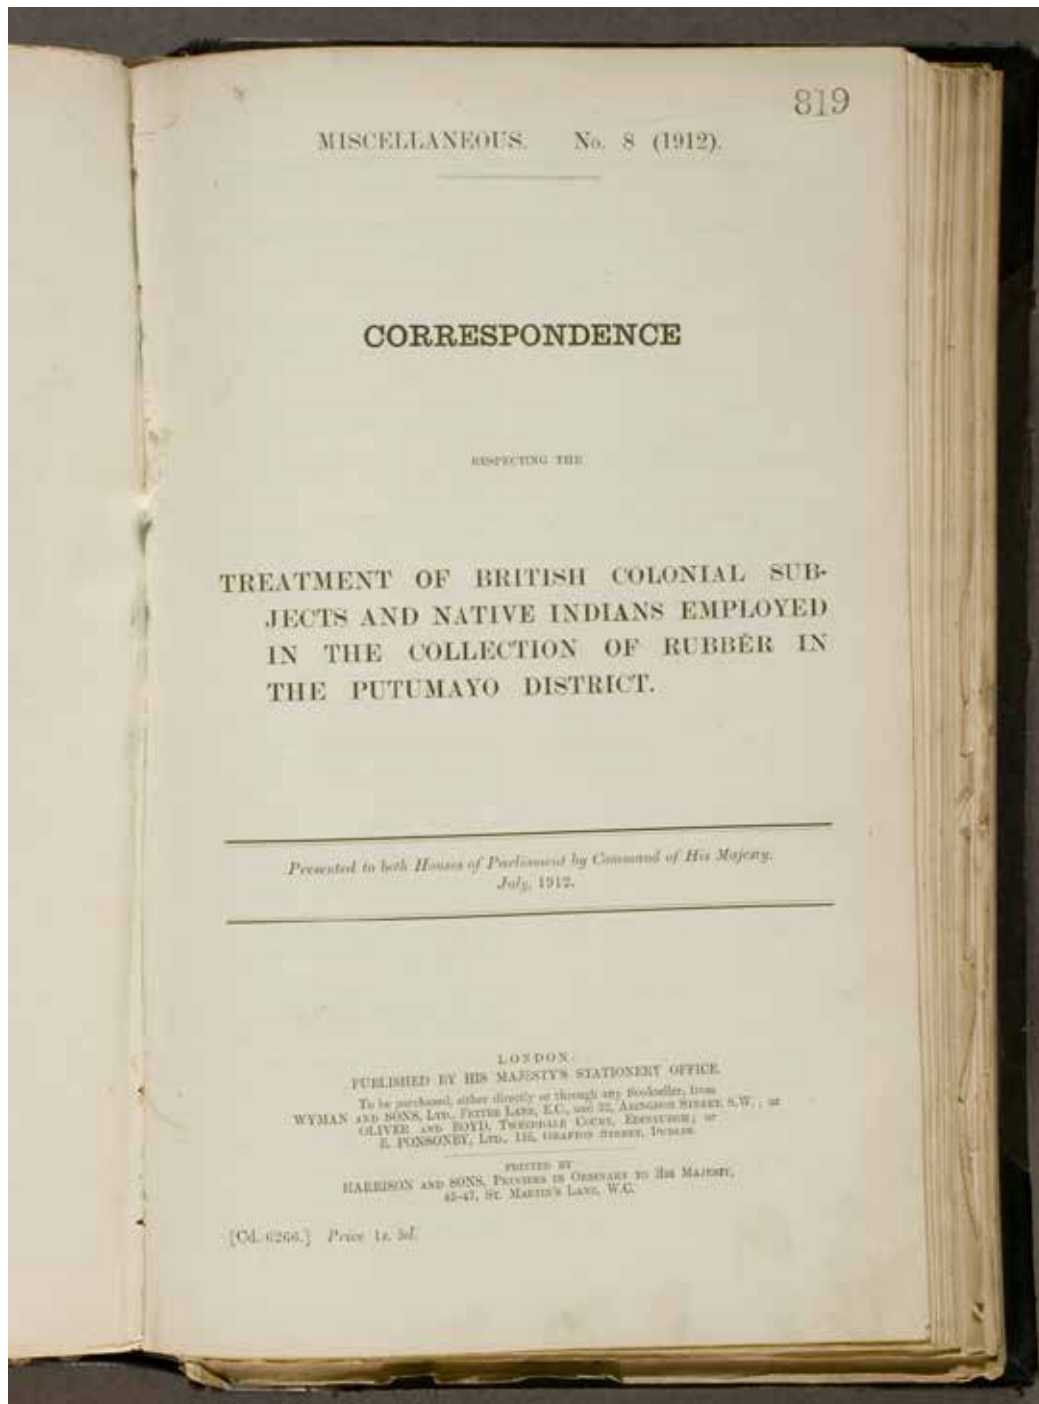 819
MISCELLANEOUS. No. 8 (1912).
CORRESPONDENCE
RESPECTING THE
TREATMENT OF BRITISH COLONIAL SUB-
JECTS AND NATIVE INDIANS EMPLOYED
IN THE COLLECTION OF RUBBER IN
THE PUTUMAYO DISTRICT.
Presented to both Houses of Parliament by Command of His Majesty.
July, 1912.
LONDON:
PUBLISHED BY HIS MAJESTY'S STATIONERY OFFICE.
To be purchased, either directly or through any Bookseller, from
WYMAN AND SONS, LTD., FETTER LANE, E.C., and 32, ABINGDON STREET, S.W.; or
OLIVER AND BOYD, TWEEDDALE COURT, EDINBURGH; or
E. PONSONBY, LTD., 116, GRAFTON STREET, DUBLIN.
PRINTED BY
HARRISON AND SONS, PRINTERS IN ORDINARY TO HIS MAJESTY,
45-47, ST. MARTIN'S LANE, W.C.
[Cd. 6266.] Price 1s. 5d.